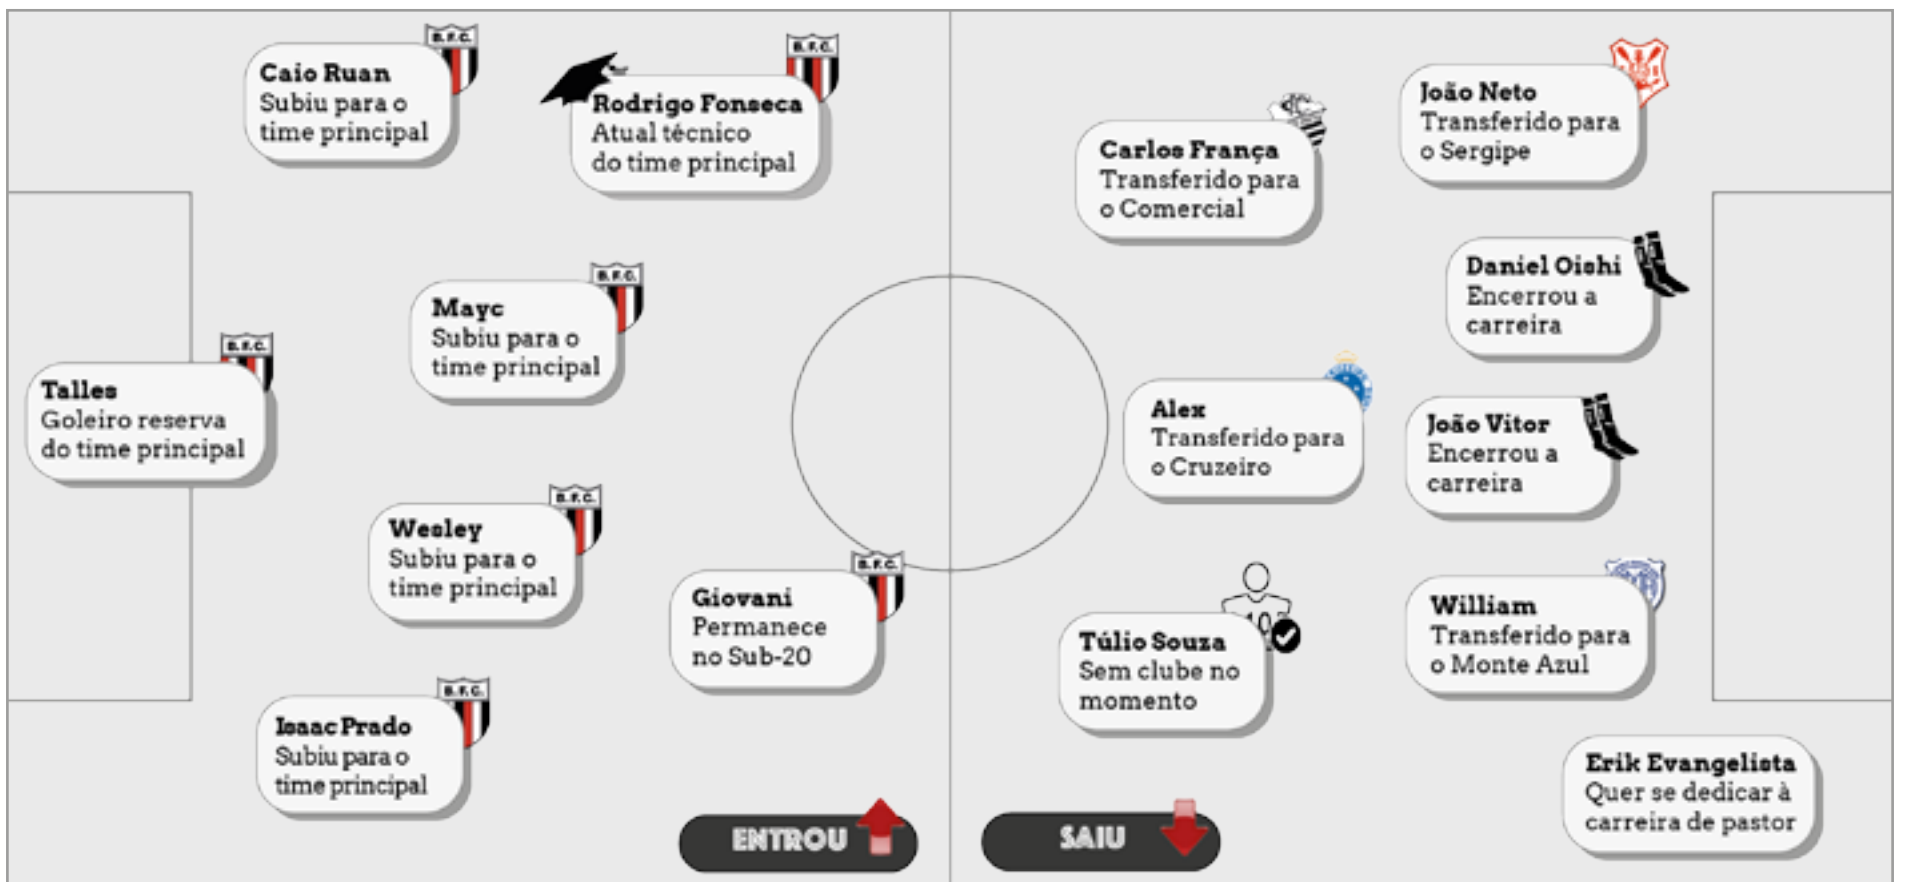 B.F.C.
Caio Ruan
Subiu para o
time principal
B.F.C.
Rodrigo Fonseca
Atual técnico
do time principal
B.F.C.
Mayc
Subiu para o
time principal
B.F.C.
Talles
Goleiro reserva
do time principal
B.F.C.
Wesley
Subiu para o
time principal
B.F.C.
Giovani
Permanece
no Sub-20
B.F.C.
Isaac Prado
Subiu para o
time principal
ENTROU
João Neto
Transferido para
o Sergipe
Carlos França
Transferido para
o Comercial
Daniel Oishi
Encerrou a
carreira
Alex
Transferido para
o Cruzeiro
João Vitor
Encerrou a
carreira
Túlio Souza
Sem clube no
momento
William
Transferido para
o Monte Azul
Erik Evangelista
Quer se dedicar à
carreira de pastor
SAIU